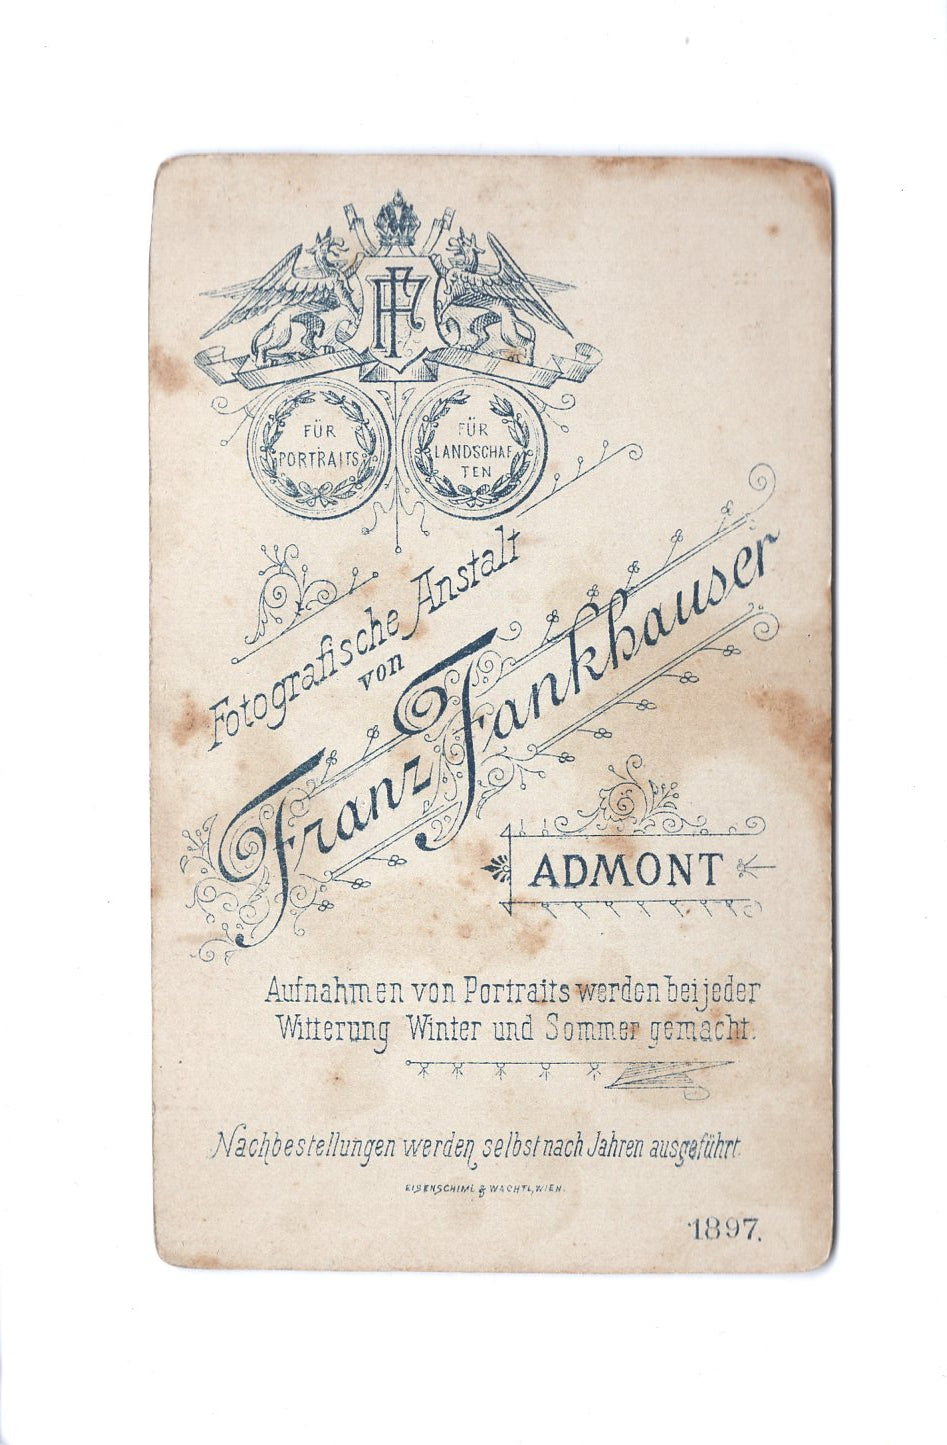 FF
FÜR
PORTRAITS
FÜR
LANDSCHAF
TEN
Fotografische Anstalt
von
Franz Fankhauser
ADMONT
Aufnahmen von Portraits werden bei jeder
Witterung Winter und Sommer gemacht.
Nachbestellungen werden selbst nach Jahren ausgeführt.
EISENSCHIML & WACHTL, WIEN.
1897.